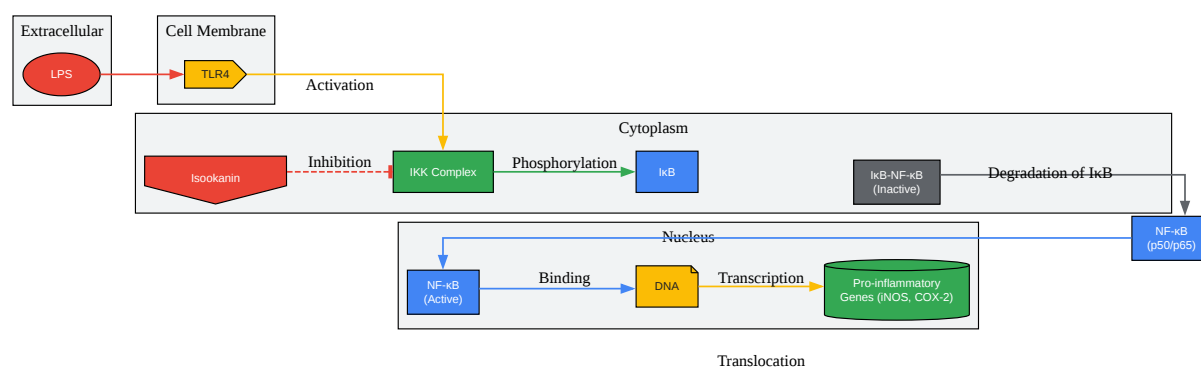 Extracellular
Cell Membrane
LPS
TLR4
Activation
Cytoplasm
Isookanin
Inhibition
IKK Complex
Phosphorylation
IκB
IκB-NF-κB
(Inactive)
Degradation of IκB
NF-κB
(p50/p65)
Nucleus
NF-κB
(Active)
Binding
DNA
Transcription
Pro-inflammatory
Genes (iNOS, COX-2)
Translocation